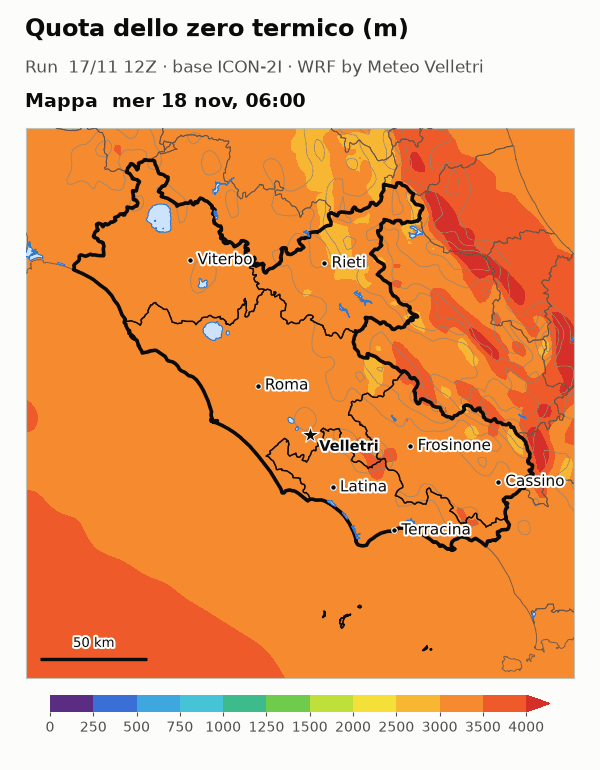 Quota dello zero termico (m)
Run  17/11 12Z · base ICON-2I · WRF by Meteo Velletri
Mappa  mer 18 nov, 06:00
Viterbo
Rieti
Roma
Velletri
Frosinone
Latina
Cassino
Terracina
50 km
0 250 500 750 1000 1250 1500 2000 2500 3000 3500 4000